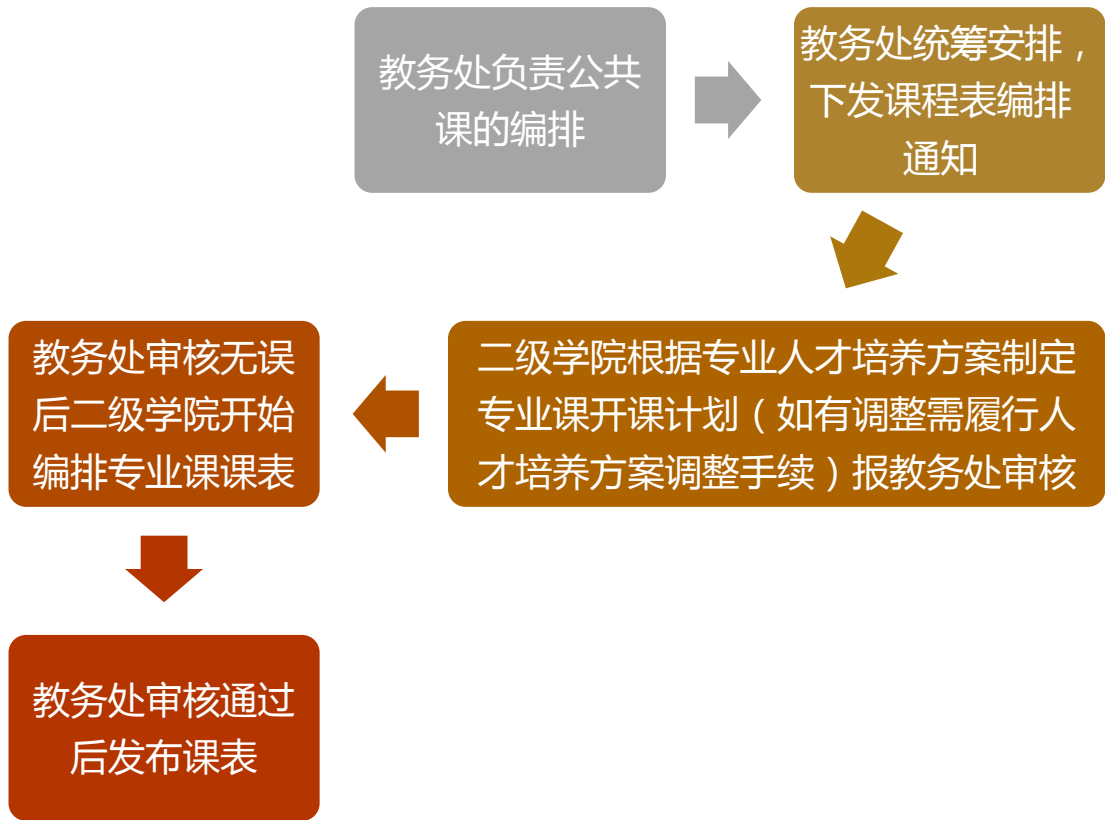 教务处负责公共
课的编排
教务处统筹安排，
下发课程表编排
通知
二级学院根据专业人才培养方案制定
专业课开课计划（如有调整需履行人
才培养方案调整手续）报教务处审核
教务处审核无误
后二级学院开始
编排专业课课表
教务处审核通过
后发布课表